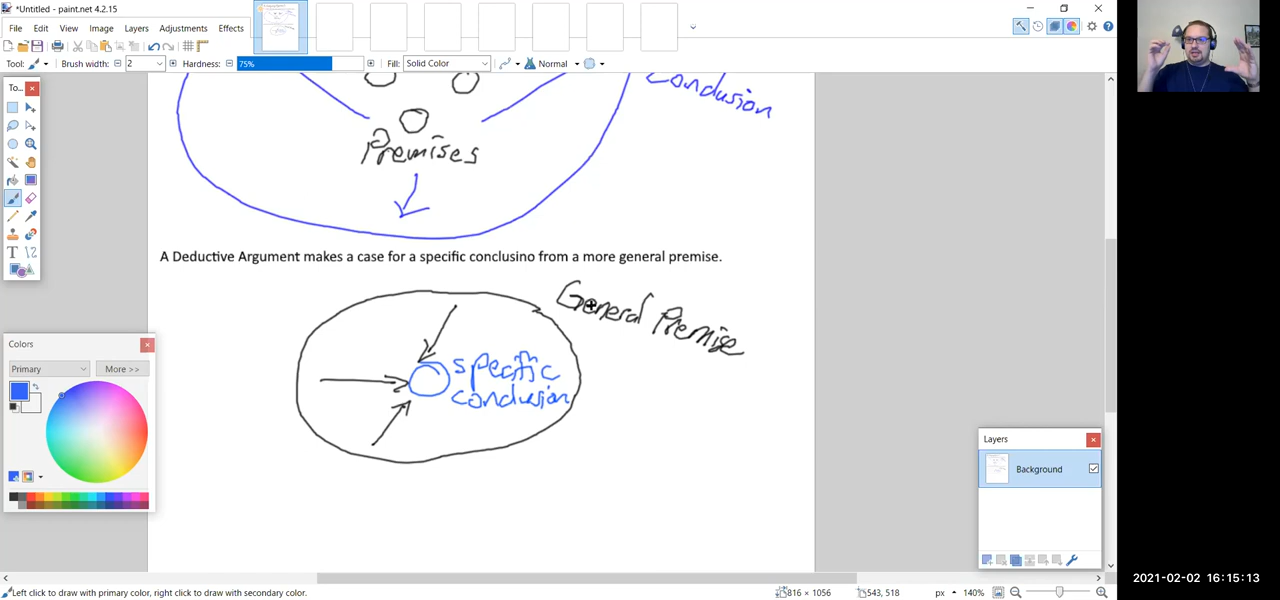 *Untitled - paint.net 4.2.15
File Edit View Image Layers Adjustments Effects
Tool: Brush width: 2 Hardness: 75% Fill: Solid Color Normal
To...
conclusion
Premises
A Deductive Argument makes a case for a specific conclusino from a more general premise.
General Premise
specific
conclusion
Colors
Primary More >>
Layers
Background
2021-02-02 16:15:13
Left click to draw with primary color, right click to draw with secondary color. 816 x 1056 543, 518 px 140%